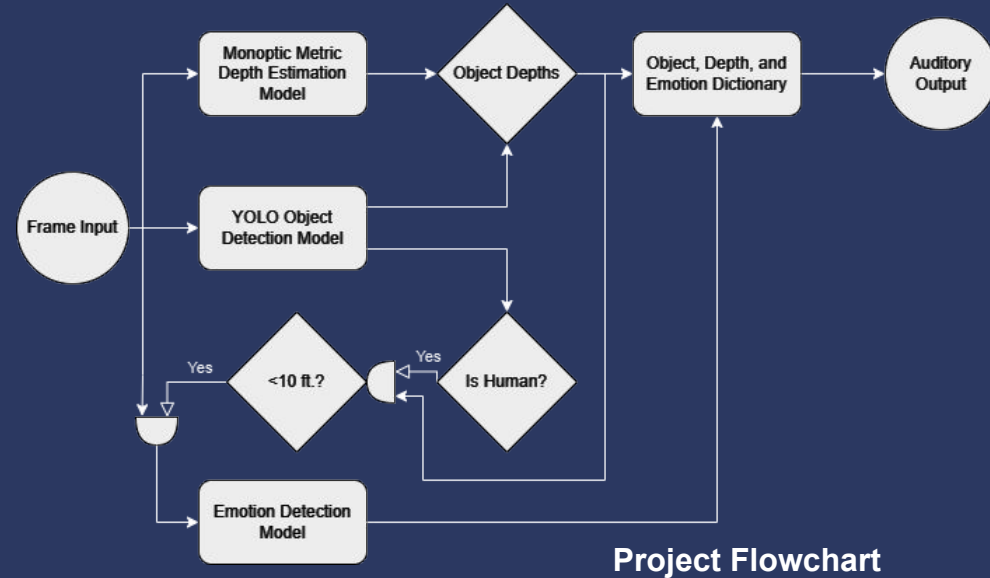 Monoptic Metric
Depth Estimation
Model
Object Depths
Object, Depth, and
Emotion Dictionary
Auditory
Output
Frame Input
YOLO Object
Detection Model
Yes
<10 ft.?
Yes
Is Human?
Emotion Detection
Model
Project Flowchart